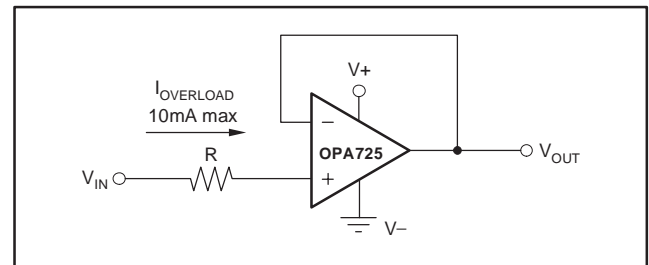 V+
I_OVERLOAD
10mA max
−
OPA725
R
V_IN
+
V_OUT
V−